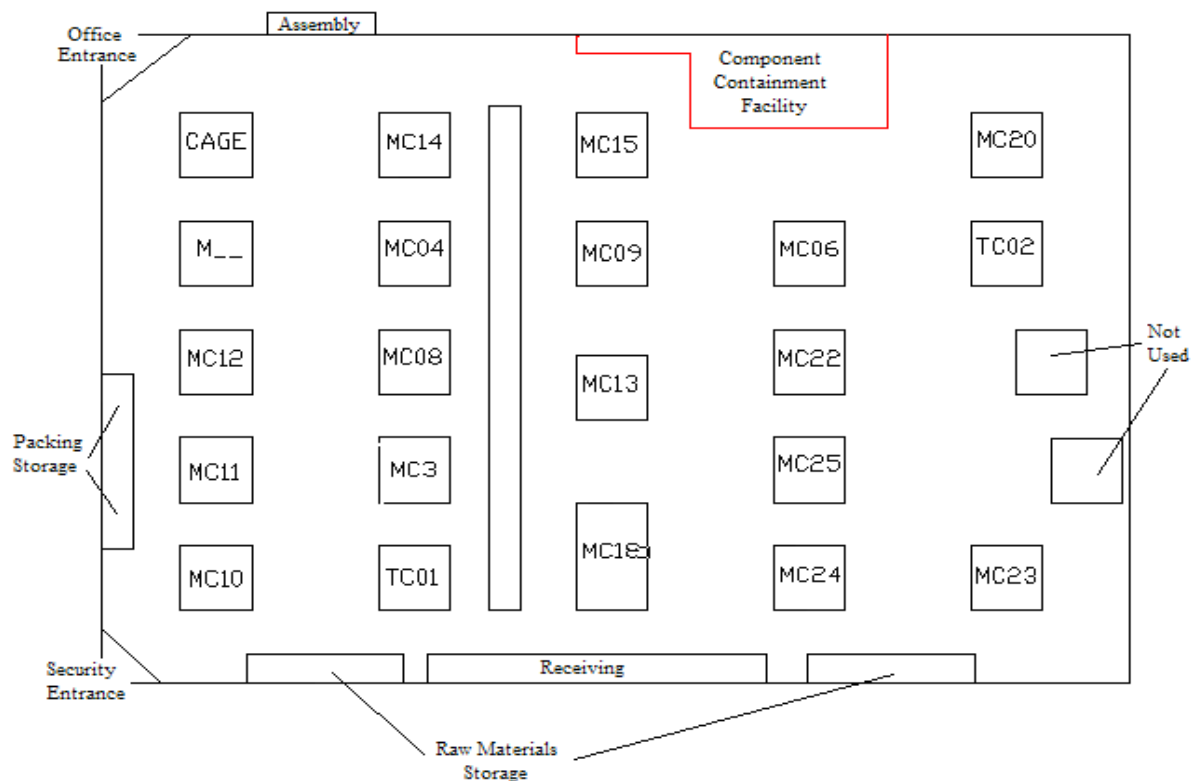 Assembly
Office
Entrance
Component
Containment
Facility
CAGE
MC14
MC15
MC20
M__
MC04
MC09
MC06
TC02
MC12
MC08
MC13
MC22
Not
Used
Packing
Storage
MC11
MC3
MC25
MC10
TC01
MC18
MC24
MC23
Security
Entrance
Receiving
Raw Materials
Storage